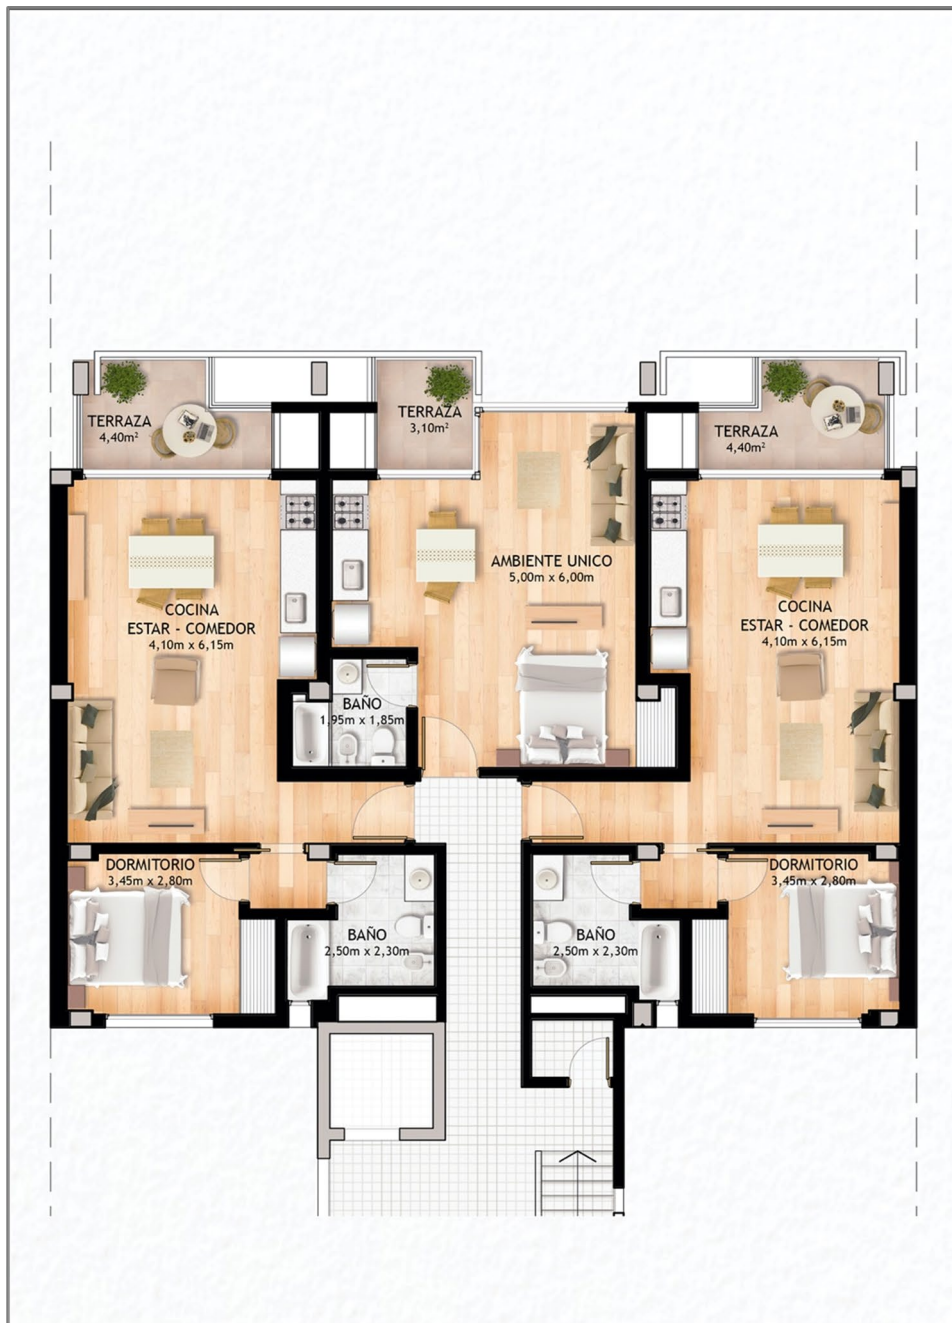 TERRAZA
4,40m²
TERRAZA
3,10m²
TERRAZA
4,40m²
COCINA
ESTAR - COMEDOR
4,10m x 6,15m
AMBIENTE UNICO
5,00m x 6,00m
COCINA
ESTAR - COMEDOR
4,10m x 6,15m
BAÑO
1,95m x 1,85m
DORMITORIO
3,45m x 2,80m
BAÑO
2,50m x 2,30m
BAÑO
2,50m x 2,30m
DORMITORIO
3,45m x 2,80m